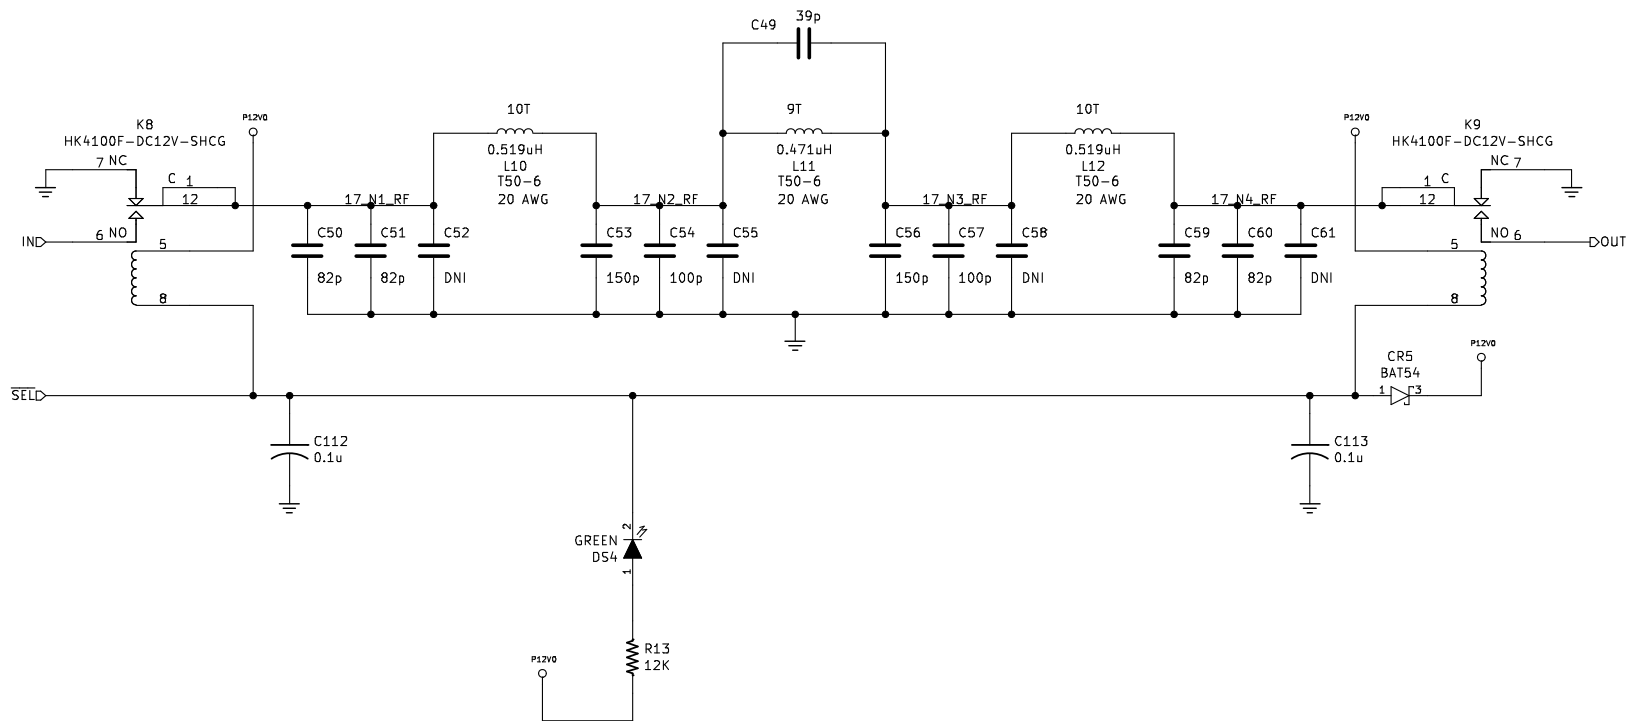 C49 39p
10T
9T
10T
K8
HK4100F-DC12V-SHCG
P12V0
P12V0
K9
HK4100F-DC12V-SHCG
0.519uH
L10
T50-6
20 AWG
0.471uH
L11
T50-6
20 AWG
0.519uH
L12
T50-6
20 AWG
7 NC
C 1
12
6 NO
IN
5
8
17_N1_RF
17_N2_RF
17_N3_RF
17_N4_RF
NC 7
1 C
12
NO 6
OUT
5
8
C50
82p
C51
82p
C52
DNI
C53
150p
C54
100p
C55
DNI
C56
150p
C57
100p
C58
DNI
C59
82p
C60
82p
C61
DNI
SEL
CR5
BAT54
1 3
P12V0
C112
0.1u
C113
0.1u
2
GREEN
DS4
1
R13
12K
P12V0